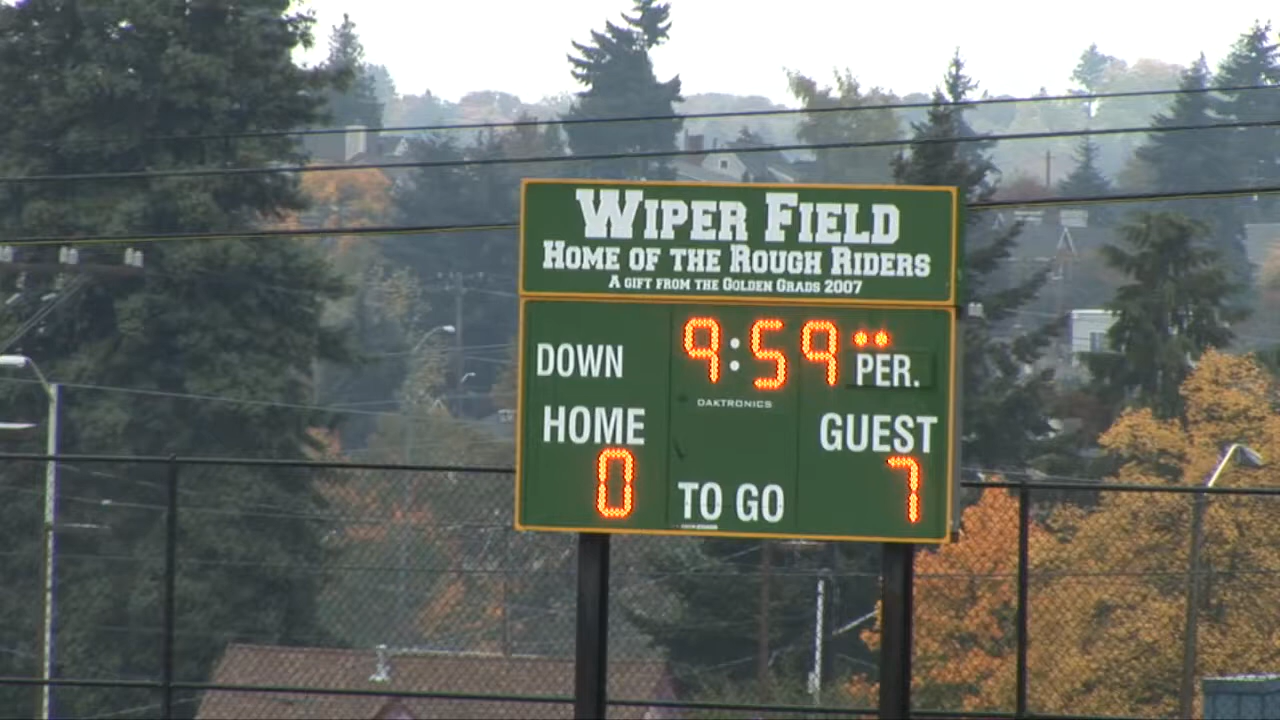 WIPER FIELD
HOME OF THE ROUGH RIDERS
A GIFT FROM THE GOLDEN GRADS 2007
DOWN 9:59 PER.
DAKTRONICS
HOME GUEST
0 TO GO 7